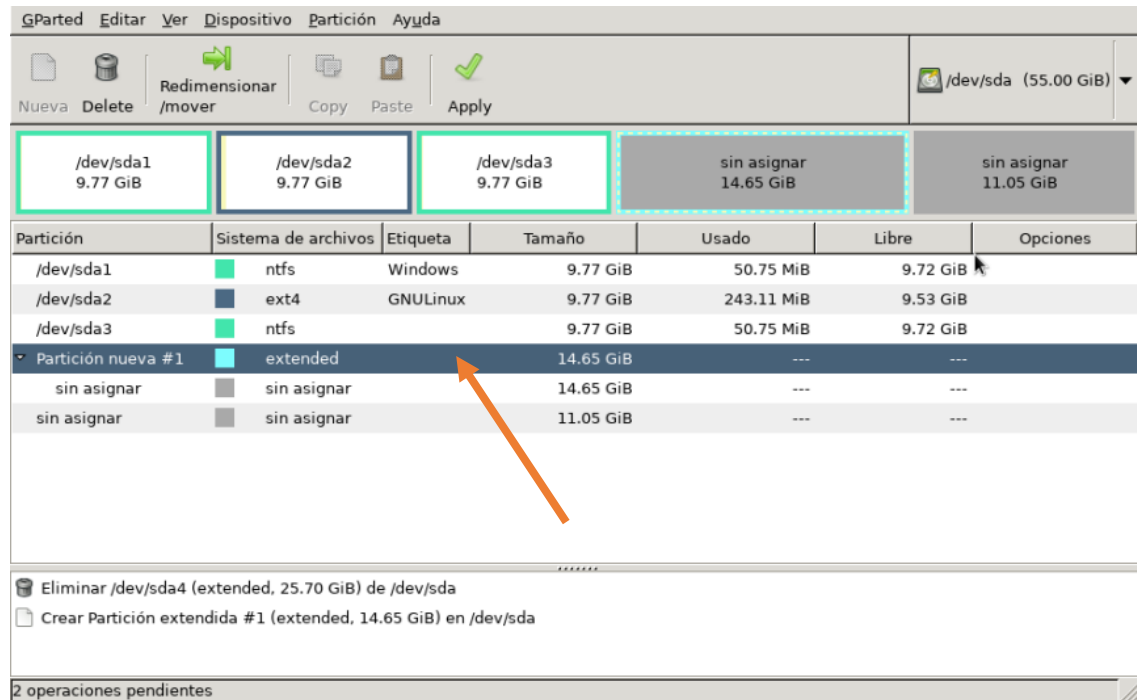 GParted Editar Ver Dispositivo Partición Ayuda
Nueva Delete Redimensionar /mover Copy Paste Apply /dev/sda (55.00 GiB)
/dev/sda1 9.77 GiB
/dev/sda2 9.77 GiB
/dev/sda3 9.77 GiB
sin asignar 14.65 GiB
sin asignar 11.05 GiB
Partición Sistema de archivos Etiqueta Tamaño Usado Libre Opciones
/dev/sda1 ntfs Windows 9.77 GiB 50.75 MiB 9.72 GiB
/dev/sda2 ext4 GNULinux 9.77 GiB 243.11 MiB 9.53 GiB
/dev/sda3 ntfs 9.77 GiB 50.75 MiB 9.72 GiB
Partición nueva #1 extended 14.65 GiB --- ---
sin asignar sin asignar 14.65 GiB --- ---
sin asignar sin asignar 11.05 GiB --- ---
Eliminar /dev/sda4 (extended, 25.70 GiB) de /dev/sda
Crear Partición extendida #1 (extended, 14.65 GiB) en /dev/sda
2 operaciones pendientes